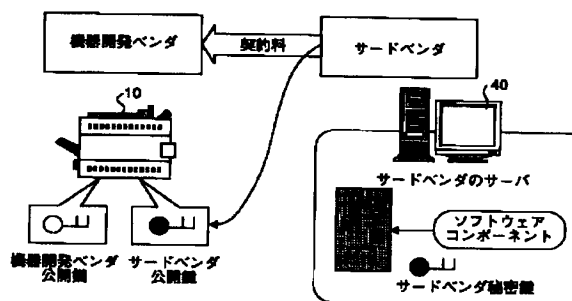 機器開発ベンダ
契約料
サードベンダ
10
40
サードベンダのサーバ
機器開発ベンダ
公開鍵
サードベンダ
公開鍵
ソフトウェア
コンポーネント
サードベンダ秘密鍵